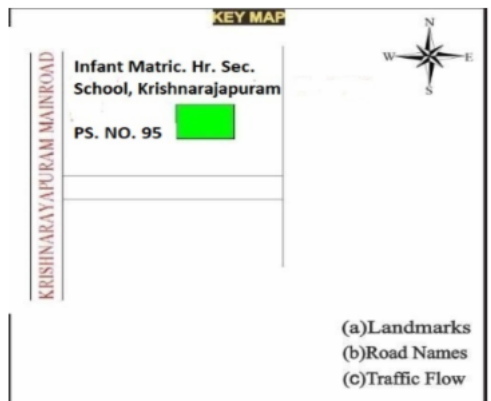 KEY MAP
N
W
E
S
Infant Matric. Hr. Sec.
School, Krishnarajapuram
PS. NO. 95
KRISHNARAYAPURAM MAINROAD
(a)Landmarks
(b)Road Names
(c)Traffic Flow